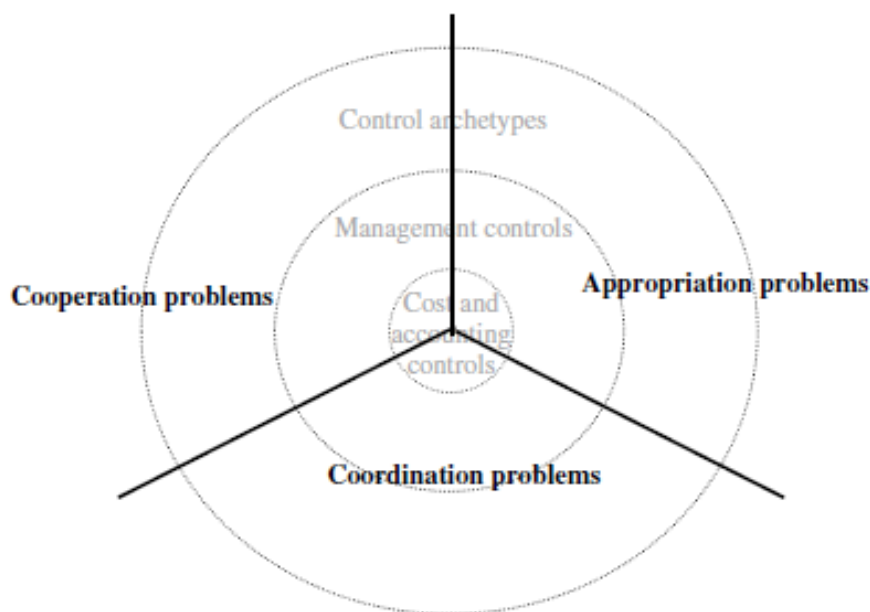 Control archetypes
Management controls
Cooperation problems
Appropriation problems
Cost and
accounting
controls
Coordination problems